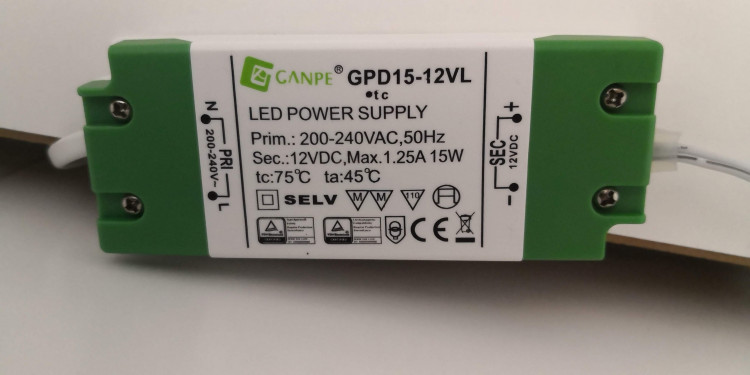 GANPE® GPD15-12VL
•tc
LED POWER SUPPLY
Prim.: 200-240VAC,50Hz
Sec.:12VDC,Max.1.25A 15W
tc:75℃ ta:45℃
SELV M M 110
CE
N
PRI
200-240V~
L
+
SEC
12VDC
-